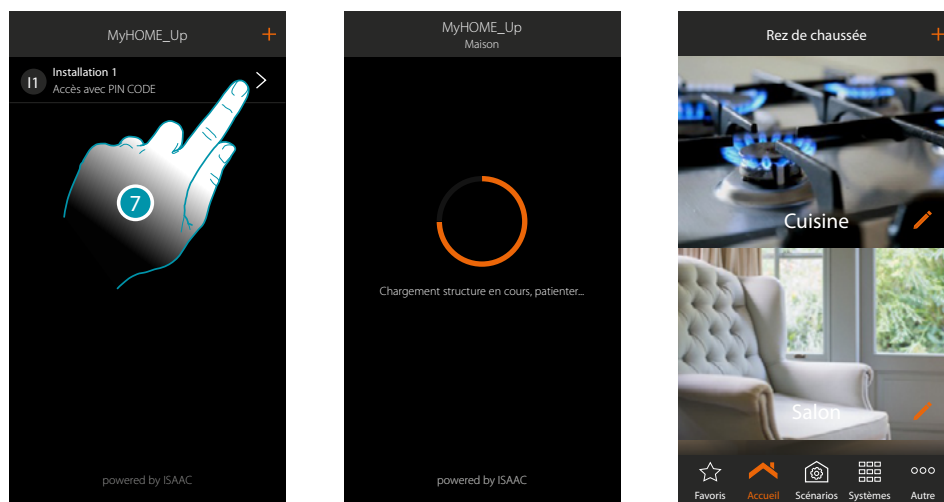 MyHOME_Up +
I1 Installation 1
Accès avec PIN CODE
7
powered by ISAAC
MyHOME_Up
Maison
Chargement structure en cours, patienter...
powered by ISAAC
Rez de chaussée +
Cuisine
Salon
Favoris Accueil Scénarios Systèmes Autre